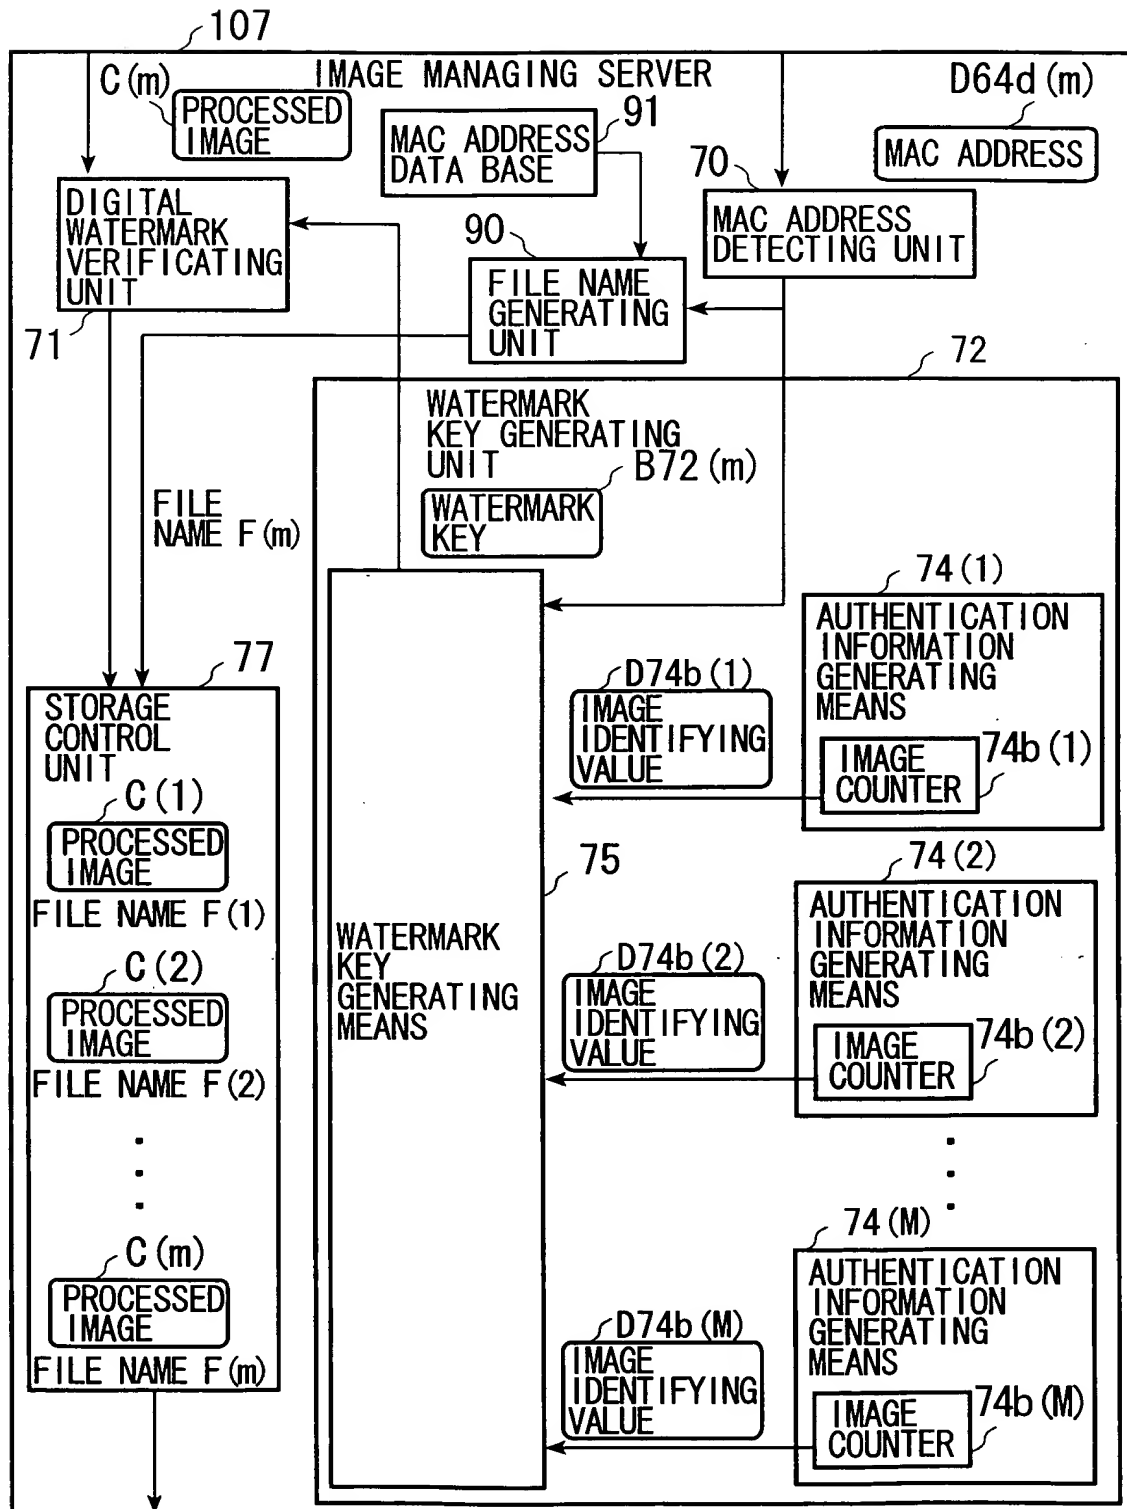 107
C(m)
IMAGE MANAGING SERVER
D64d(m)
PROCESSED
IMAGE
MAC ADDRESS
DATA BASE
91
MAC ADDRESS
70
DIGITAL
WATERMARK
VERIFICATING
UNIT
90
MAC ADDRESS
DETECTING UNIT
FILE NAME
GENERATING
UNIT
71
72
WATERMARK
KEY GENERATING
UNIT
B72(m)
WATERMARK
KEY
FILE
NAME F(m)
74(1)
AUTHENTICATION
INFORMATION
GENERATING
MEANS
77
D74b(1)
STORAGE
CONTROL
UNIT
IMAGE
IDENTIFYING
VALUE
74b(1)
IMAGE
COUNTER
C(1)
PROCESSED
IMAGE
75
74(2)
FILE NAME F(1)
AUTHENTICATION
INFORMATION
GENERATING
MEANS
WATERMARK
KEY
GENERATING
MEANS
D74b(2)
C(2)
PROCESSED
IMAGE
IMAGE
IDENTIFYING
VALUE
74b(2)
IMAGE
COUNTER
FILE NAME F(2)
74(M)
C(m)
AUTHENTICATION
INFORMATION
GENERATING
MEANS
PROCESSED
IMAGE
D74b(M)
FILE NAME F(m)
IMAGE
IDENTIFYING
VALUE
74b(M)
IMAGE
COUNTER